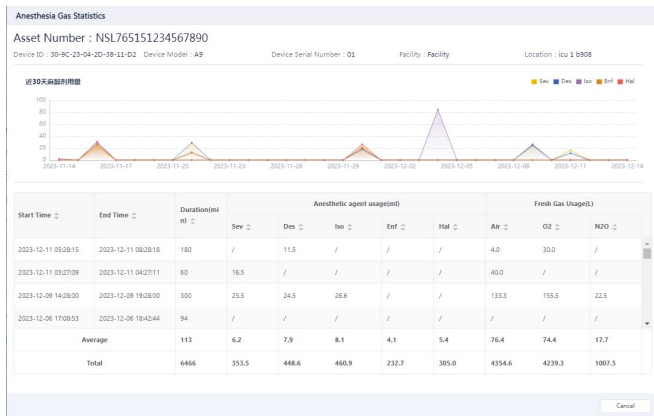 Anesthesia Gas Statistics
Asset Number : NSL765151234567890
Device ID : 30-9C-23-04-2D-38-11-D2 Device Model : A9 Device Serial Number : 01 Facility : Facility Location : icu 1 b908
近30天麻醉剂用量
Sev Des Iso Enf Hal
100
80
60
40
20
0
2023-11-14 2023-11-17 2023-11-20 2023-11-23 2023-11-26 2023-11-29 2023-12-02 2023-12-05 2023-12-08 2023-12-11 2023-12-14
Start Time End Time Duration(min) Anesthetic agent usage(ml) Fresh Gas Usage(L)
Sev Des Iso Enf Hal Air O2 N2O
2023-12-11 05:28:15 2023-12-11 08:28:18 180 / 11.5 / / / 4.0 30.0 /
2023-12-11 03:27:09 2023-12-11 04:27:11 60 16.5 / / / / 40.0 / /
2023-12-09 14:28:00 2023-12-09 19:28:00 300 25.5 24.5 26.6 / / 133.3 155.5 22.5
2023-12-06 17:08:53 2023-12-06 18:42:44 94 / / / / / / / /
Average 113 6.2 7.9 8.1 4.1 5.4 76.4 74.4 17.7
Total 6466 353.5 448.6 460.9 232.7 305.0 4354.6 4239.3 1007.5
Cancel